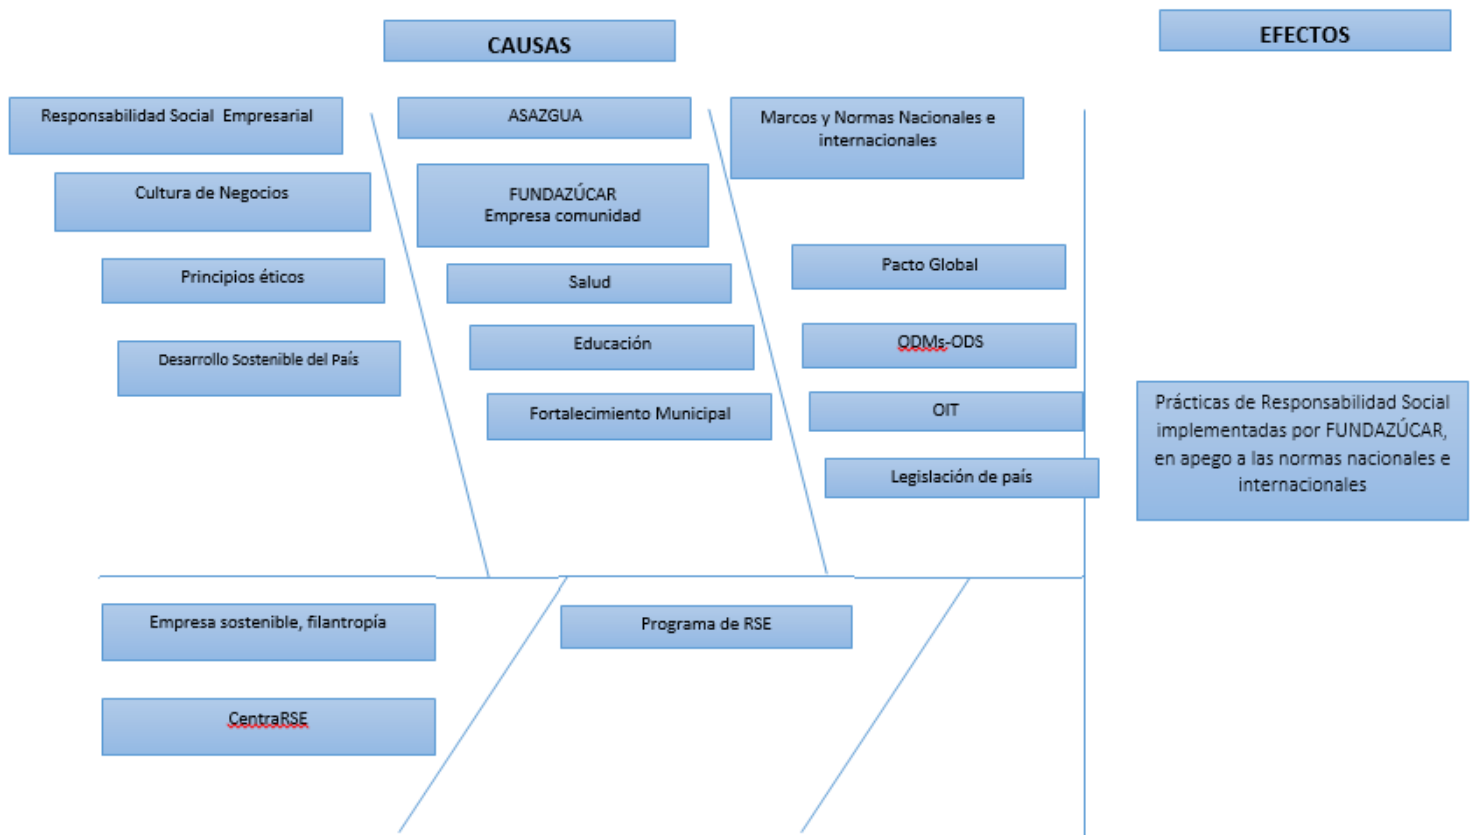 CAUSAS
EFECTOS
Responsabilidad Social Empresarial
Cultura de Negocios
Principios éticos
Desarrollo Sostenible del País
ASAZGUA
FUNDAZÚCAR
Empresa comunidad
Salud
Educación
Fortalecimiento Municipal
Marcos y Normas Nacionales e
internacionales
Pacto Global
ODMs-ODS
OIT
Legislación de país
Prácticas de Responsabilidad Social
implementadas por FUNDAZÚCAR,
en apego a las normas nacionales e
internacionales
Empresa sostenible, filantropía
CentraRSE
Programa de RSE